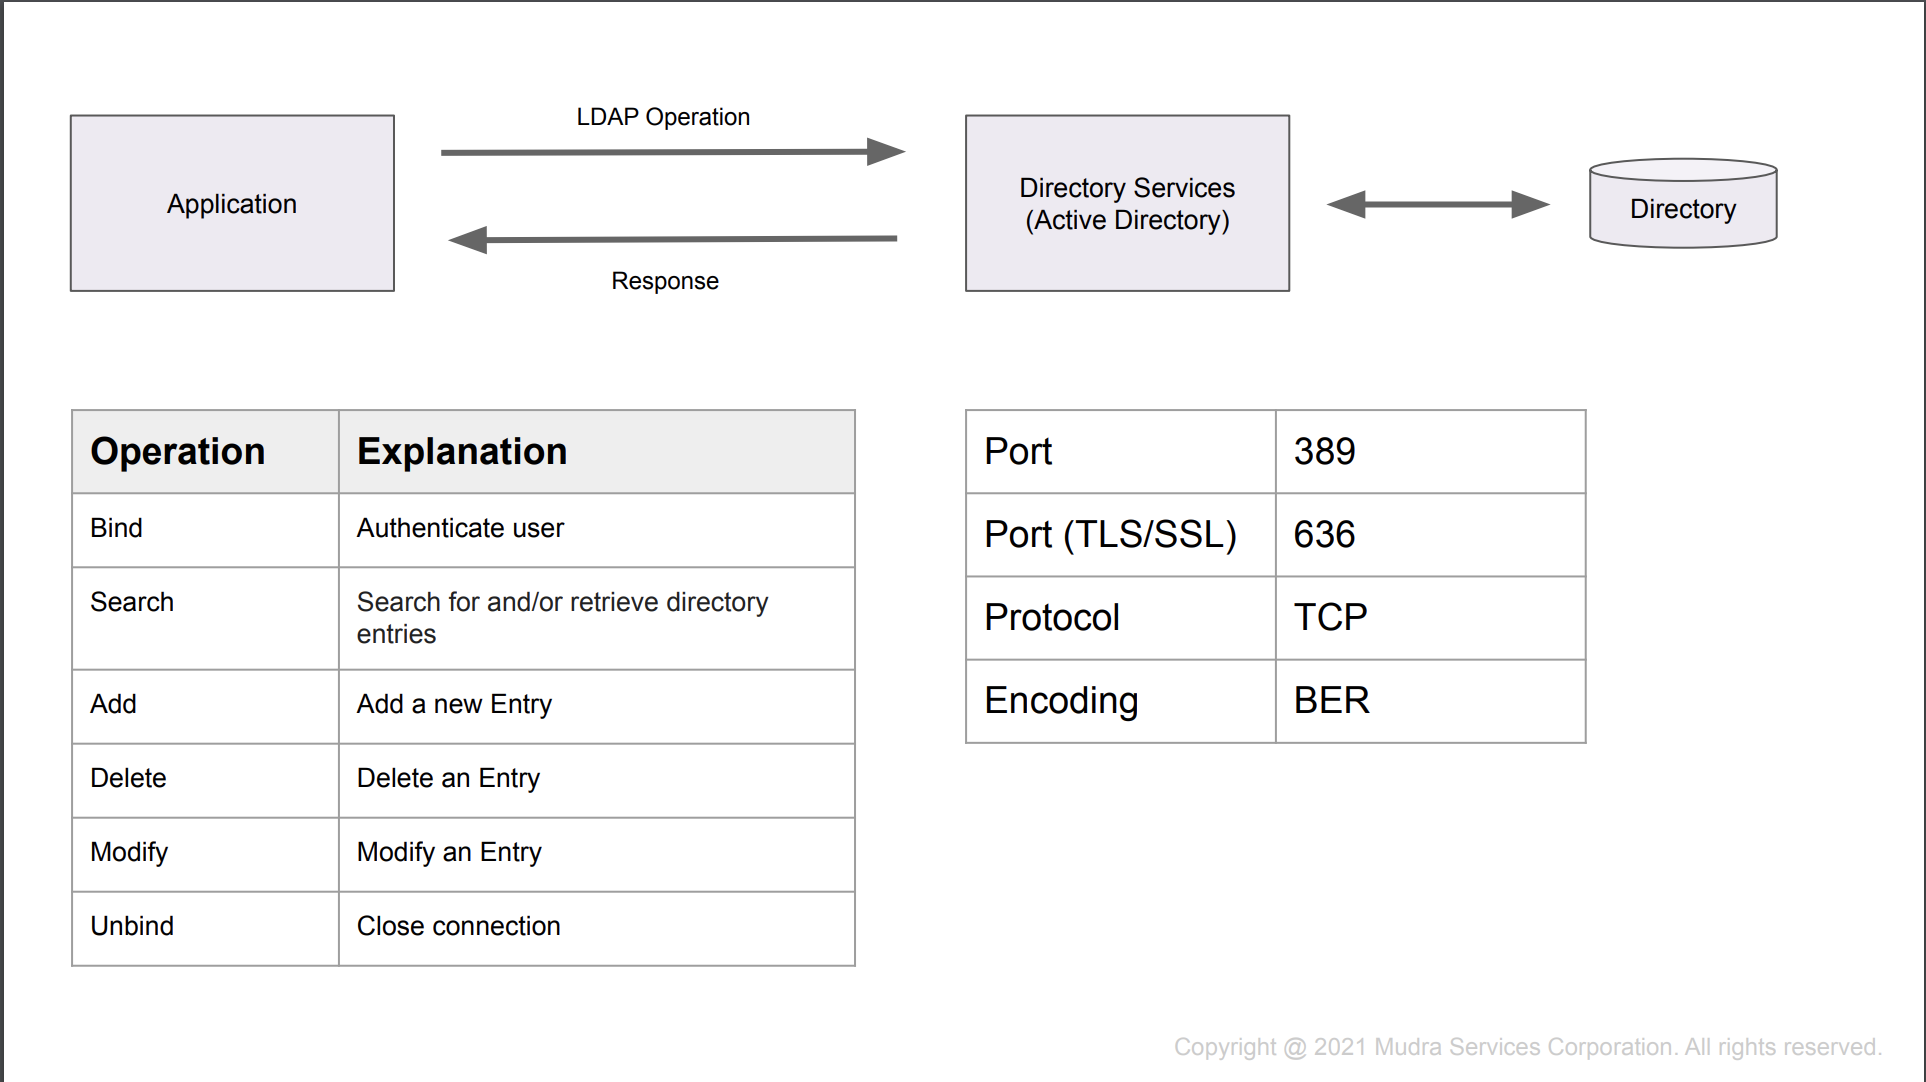 LDAP Operation
Application
Response
Directory Services
(Active Directory)
Directory
Operation Explanation
Bind Authenticate user
Search Search for and/or retrieve directory
entries
Add Add a new Entry
Delete Delete an Entry
Modify Modify an Entry
Unbind Close connection
Port 389
Port (TLS/SSL) 636
Protocol TCP
Encoding BER
Copyright @ 2021 Mudra Services Corporation. All rights reserved.